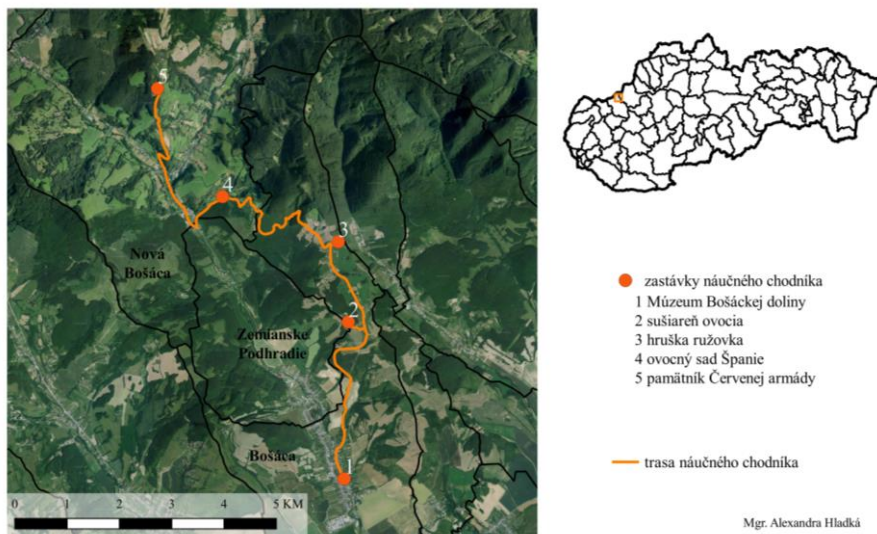 5
4
3
Nová
Bošáca
2
Zemianske
Podhradie
Bošáca
1
0 1 2 3 4 5 KM
zastávky náučného chodníka
1 Múzeum Bošáckej doliny
2 sušiareň ovocia
3 hruška ružovka
4 ovocný sad Španie
5 pamätník Červenej armády
trasa náučného chodníka
Mgr. Alexandra Hladká